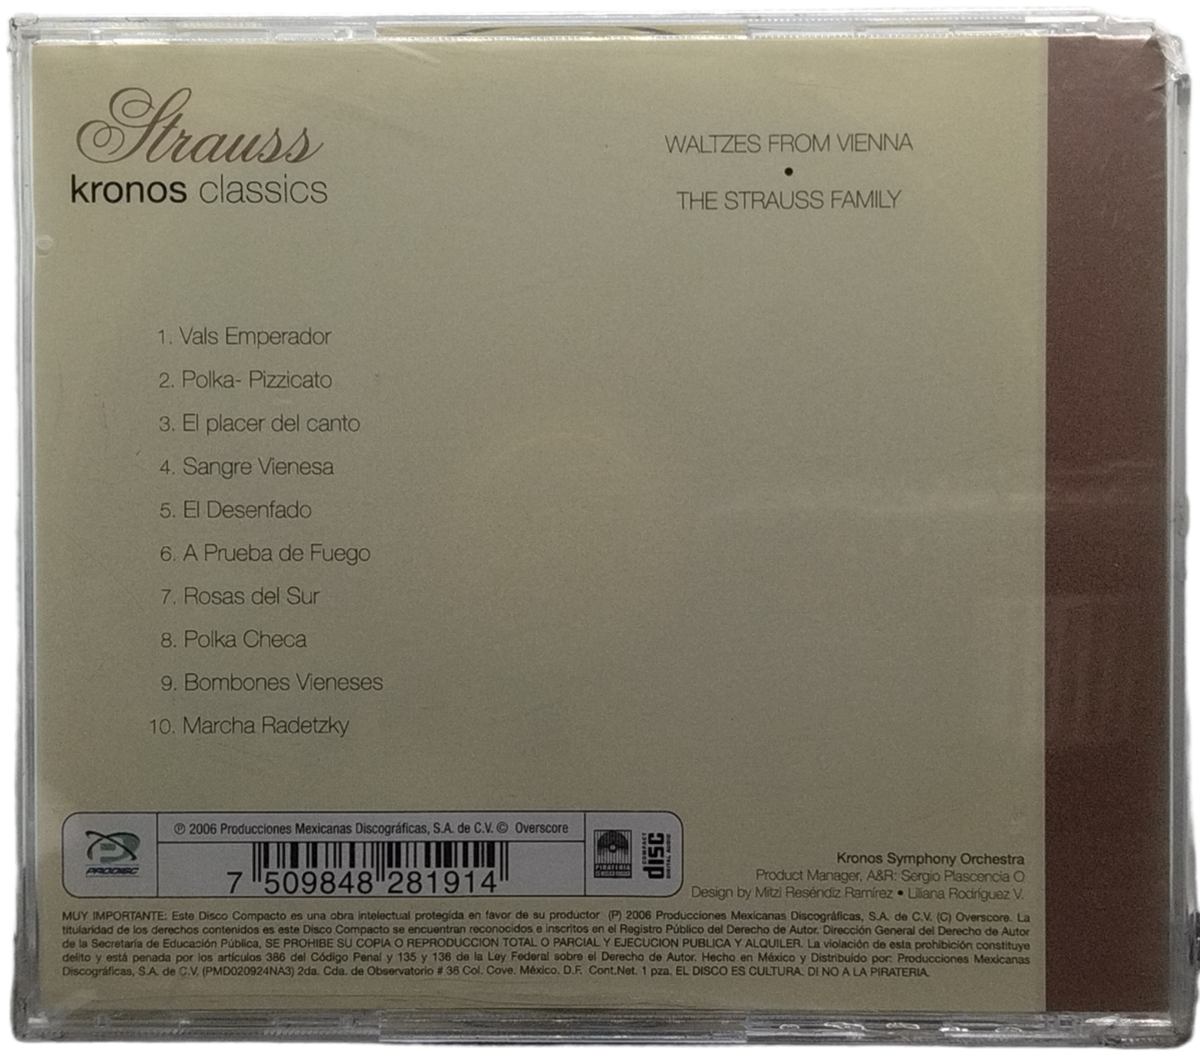 Strauss
kronos classics
WALTZES FROM VIENNA
•
THE STRAUSS FAMILY
1. Vals Emperador
2. Polka- Pizzicato
3. El placer del canto
4. Sangre Vienesa
5. El Desenfado
6. A Prueba de Fuego
7. Rosas del Sur
8. Polka Checa
9. Bombones Vieneses
10. Marcha Radetzky
PRODISC
℗ 2006 Producciones Mexicanas Discográficas, S.A. de C.V. © Overscore
7 509848 281914
PIRATERIA
COMPACT
disc
DIGITAL AUDIO
Kronos Symphony Orchestra
Product Manager, A&R: Sergio Plascencia O
Design by Mitzi Reséndiz Ramírez • Liliana Rodríguez V.
MUY IMPORTANTE: Este Disco Compacto es una obra intelectual protegida en favor de su productor (P) 2006 Producciones Mexicanas Discográficas, S.A. de C.V. (C) Overscore. La
titularidad de los derechos contenidos es este Disco Compacto se encuentran reconocidos e inscritos en el Registro Público del Derecho de Autor. Dirección General del Derecho de Autor
de la Secretaría de Educación Pública, SE PROHIBE SU COPIA O REPRODUCCION TOTAL O PARCIAL Y EJECUCION PUBLICA Y ALQUILER. La violación de esta prohibición constituye
delito y está penada por los artículos 386 del Código Penal y 135 y 136 de la Ley Federal sobre el Derecho de Autor. Hecho en México y Distribuído por: Producciones Mexicanas
Discográficas, S.A. de C.V. (PMD020924NA3) 2da. Cda. de Observatorio # 36 Col. Cove. México. D.F. Cont.Net. 1 pza. EL DISCO ES CULTURA. DI NO A LA PIRATERIA.